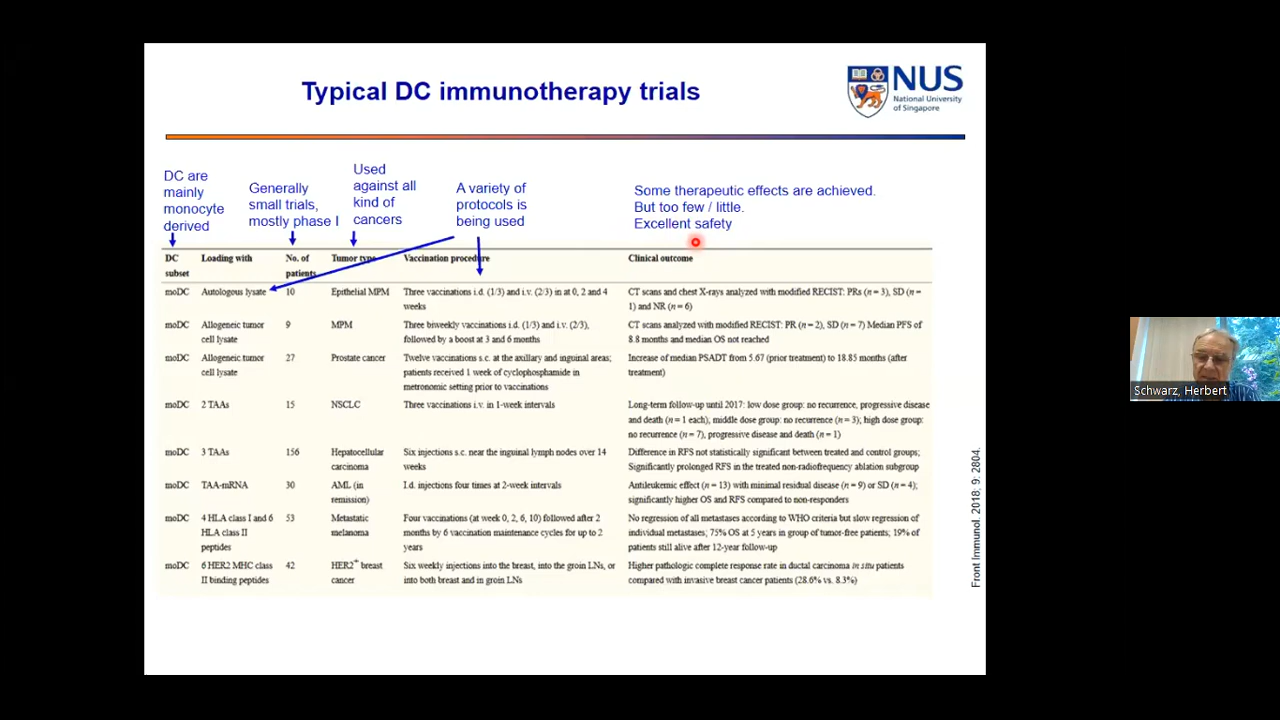 Typical DC immunotherapy trials
NUS
National University
of Singapore
DC are
mainly
monocyte
derived
Generally
small trials,
mostly phase I
Used
against all
kind of
cancers
A variety of
protocols is
being used
Some therapeutic effects are achieved.
But too few / little.
Excellent safety
DC
subset
Loading with
No. of
patients
Tumor type
Vaccination procedure
Clinical outcome
moDC
Autologous lysate
10
Epithelial MPM
Three vaccinations i.d. (1/3) and i.v. (2/3) in at 0, 2 and 4
weeks
CT scans and chest X-rays analyzed with modified RECIST: PRs (n = 3), SD (n =
1) and NR (n = 6)
moDC
Allogeneic tumor
cell lysate
9
MPM
Three biweekly vaccinations i.d. (1/3) and i.v. (2/3),
followed by a boost at 3 and 6 months
CT scans analyzed with modified RECIST: PR (n = 2), SD (n = 7) Median PFS of
8.8 months and median OS not reached
moDC
Allogeneic tumor
cell lysate
27
Prostate cancer
Twelve vaccinations s.c. at the axillary and inguinal areas;
patients received 1 week of cyclophosphamide in
metronomic setting prior to vaccinations
Increase of median PSADT from 5.67 (prior treatment) to 18.85 months (after
treatment)
moDC
2 TAAs
15
NSCLC
Three vaccinations i.v. in 1-week intervals
Long-term follow-up until 2017: low dose group: no recurrence, progressive disease
and death (n = 1 each), middle dose group: no recurrence (n = 3); high dose group:
no recurrence (n = 7), progressive disease and death (n = 1)
moDC
3 TAAs
156
Hepatocellular
carcinoma
Six injections s.c. near the inguinal lymph nodes over 14
weeks
Difference in RFS not statistically significant between treated and control groups;
Significantly prolonged RFS in the treated non-radiofrequency ablation subgroup
moDC
TAA-mRNA
30
AML (in
remission)
I.d. injections four times at 2-week intervals
Antileukemic effect (n = 13) with minimal residual disease (n = 9) or SD (n = 4);
significantly higher OS and RFS compared to non-responders
moDC
4 HLA class I and 6
HLA class II
peptides
53
Metastatic
melanoma
Four vaccinations (at week 0, 2, 6, 10) followed after 2
months by 6 vaccination maintenance cycles for up to 2
years
No regression of all metastases according to WHO criteria but slow regression of
individual metastases; 75% OS at 5 years in group of tumor-free patients; 19% of
patients still alive after 12-year follow-up
moDC
6 HER2 MHC class
II binding peptides
42
HER2+ breast
cancer
Six weekly injections into the breast, into the groin LNs, or
into both breast and in groin LNs
Higher pathologic complete response rate in ductal carcinoma in situ patients
compared with invasive breast cancer patients (28.6% vs. 8.3%)
Front Immunol. 2018; 9: 2804.
Schwarz, Herbert